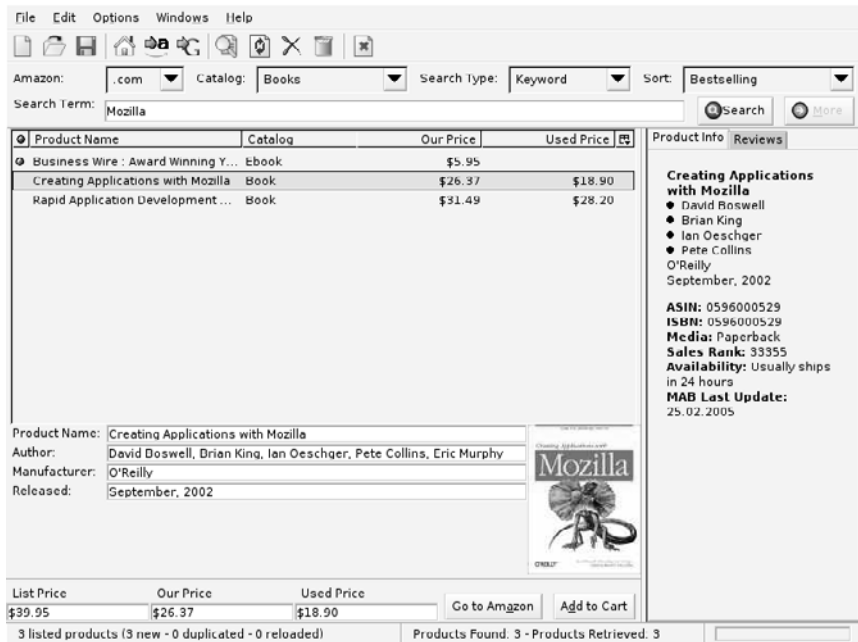 File Edit Options Windows Help
Amazon: .com Catalog: Books Search Type: Keyword Sort: Bestselling
Search Term: Mozilla Search More
Product Name Catalog Our Price Used Price
Business Wire : Award Winning Y... Ebook $5.95
Creating Applications with Mozilla Book $26.37 $18.90
Rapid Application Development ... Book $31.49 $28.20
Product Info Reviews
Creating Applications
with Mozilla
David Boswell
Brian King
Ian Oeschger
Pete Collins
O'Reilly
September, 2002
ASIN: 0596000529
ISBN: 0596000529
Media: Paperback
Sales Rank: 33355
Availability: Usually ships
in 24 hours
MAB Last Update:
25.02.2005
Product Name: Creating Applications with Mozilla
Author: David Boswell, Brian King, Ian Oeschger, Pete Collins, Eric Murphy
Manufacturer: O'Reilly
Released: September, 2002
Creating Applications with
Mozilla
O'REILLY
List Price Our Price Used Price
$39.95 $26.37 $18.90 Go to Amazon Add to Cart
3 listed products (3 new - 0 duplicated - 0 reloaded) Products Found. 3 - Products Retrieved. 3